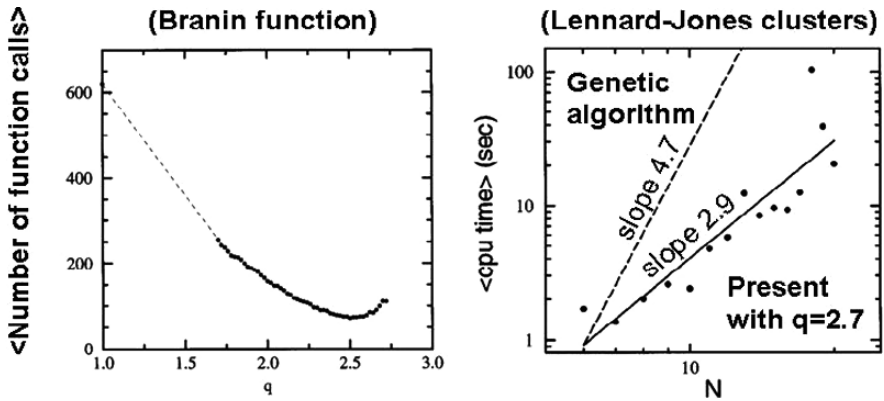 (Branin function)
<Number of function calls>
600
400
200
0
1.0
1.5
2.0
2.5
3.0
q
(Lennard-Jones clusters)
<cpu time> (sec)
100
10
1
Genetic
algorithm
slope 4.7
slope 2.9
Present
with q=2.7
10
N